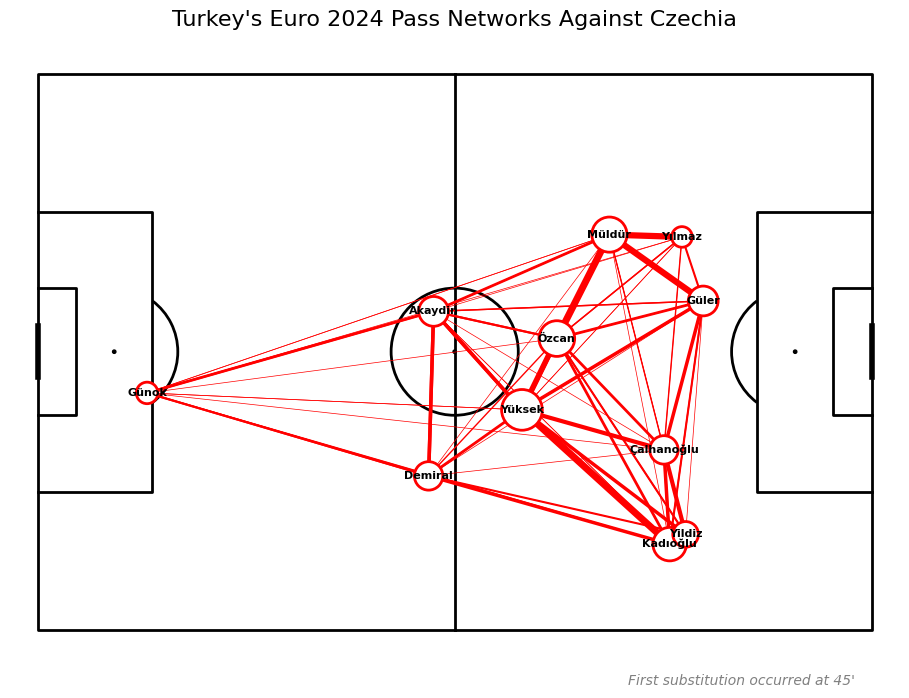 Turkey's Euro 2024 Pass Networks Against Czechia
Müldür
Yılmaz
Güler
Akaydin
Özcan
Günok
Yüksek
Çalhanoğlu
Demiral
Yildiz
Kadıoğlu
First substitution occurred at 45'